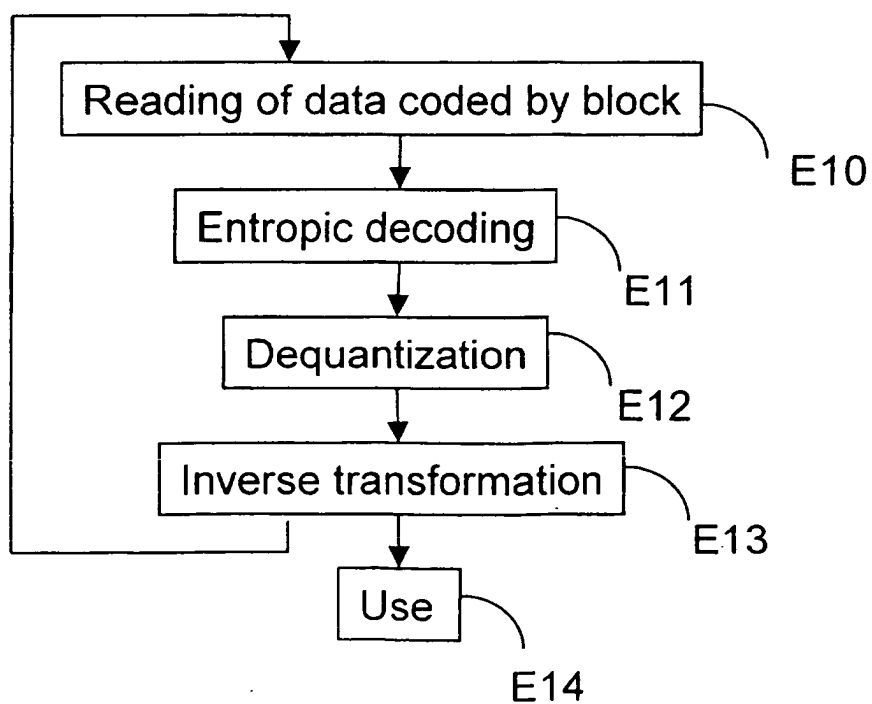 Reading of data coded by block
E10
Entropic decoding
E11
Dequantization
E12
Inverse transformation
E13
Use
E14